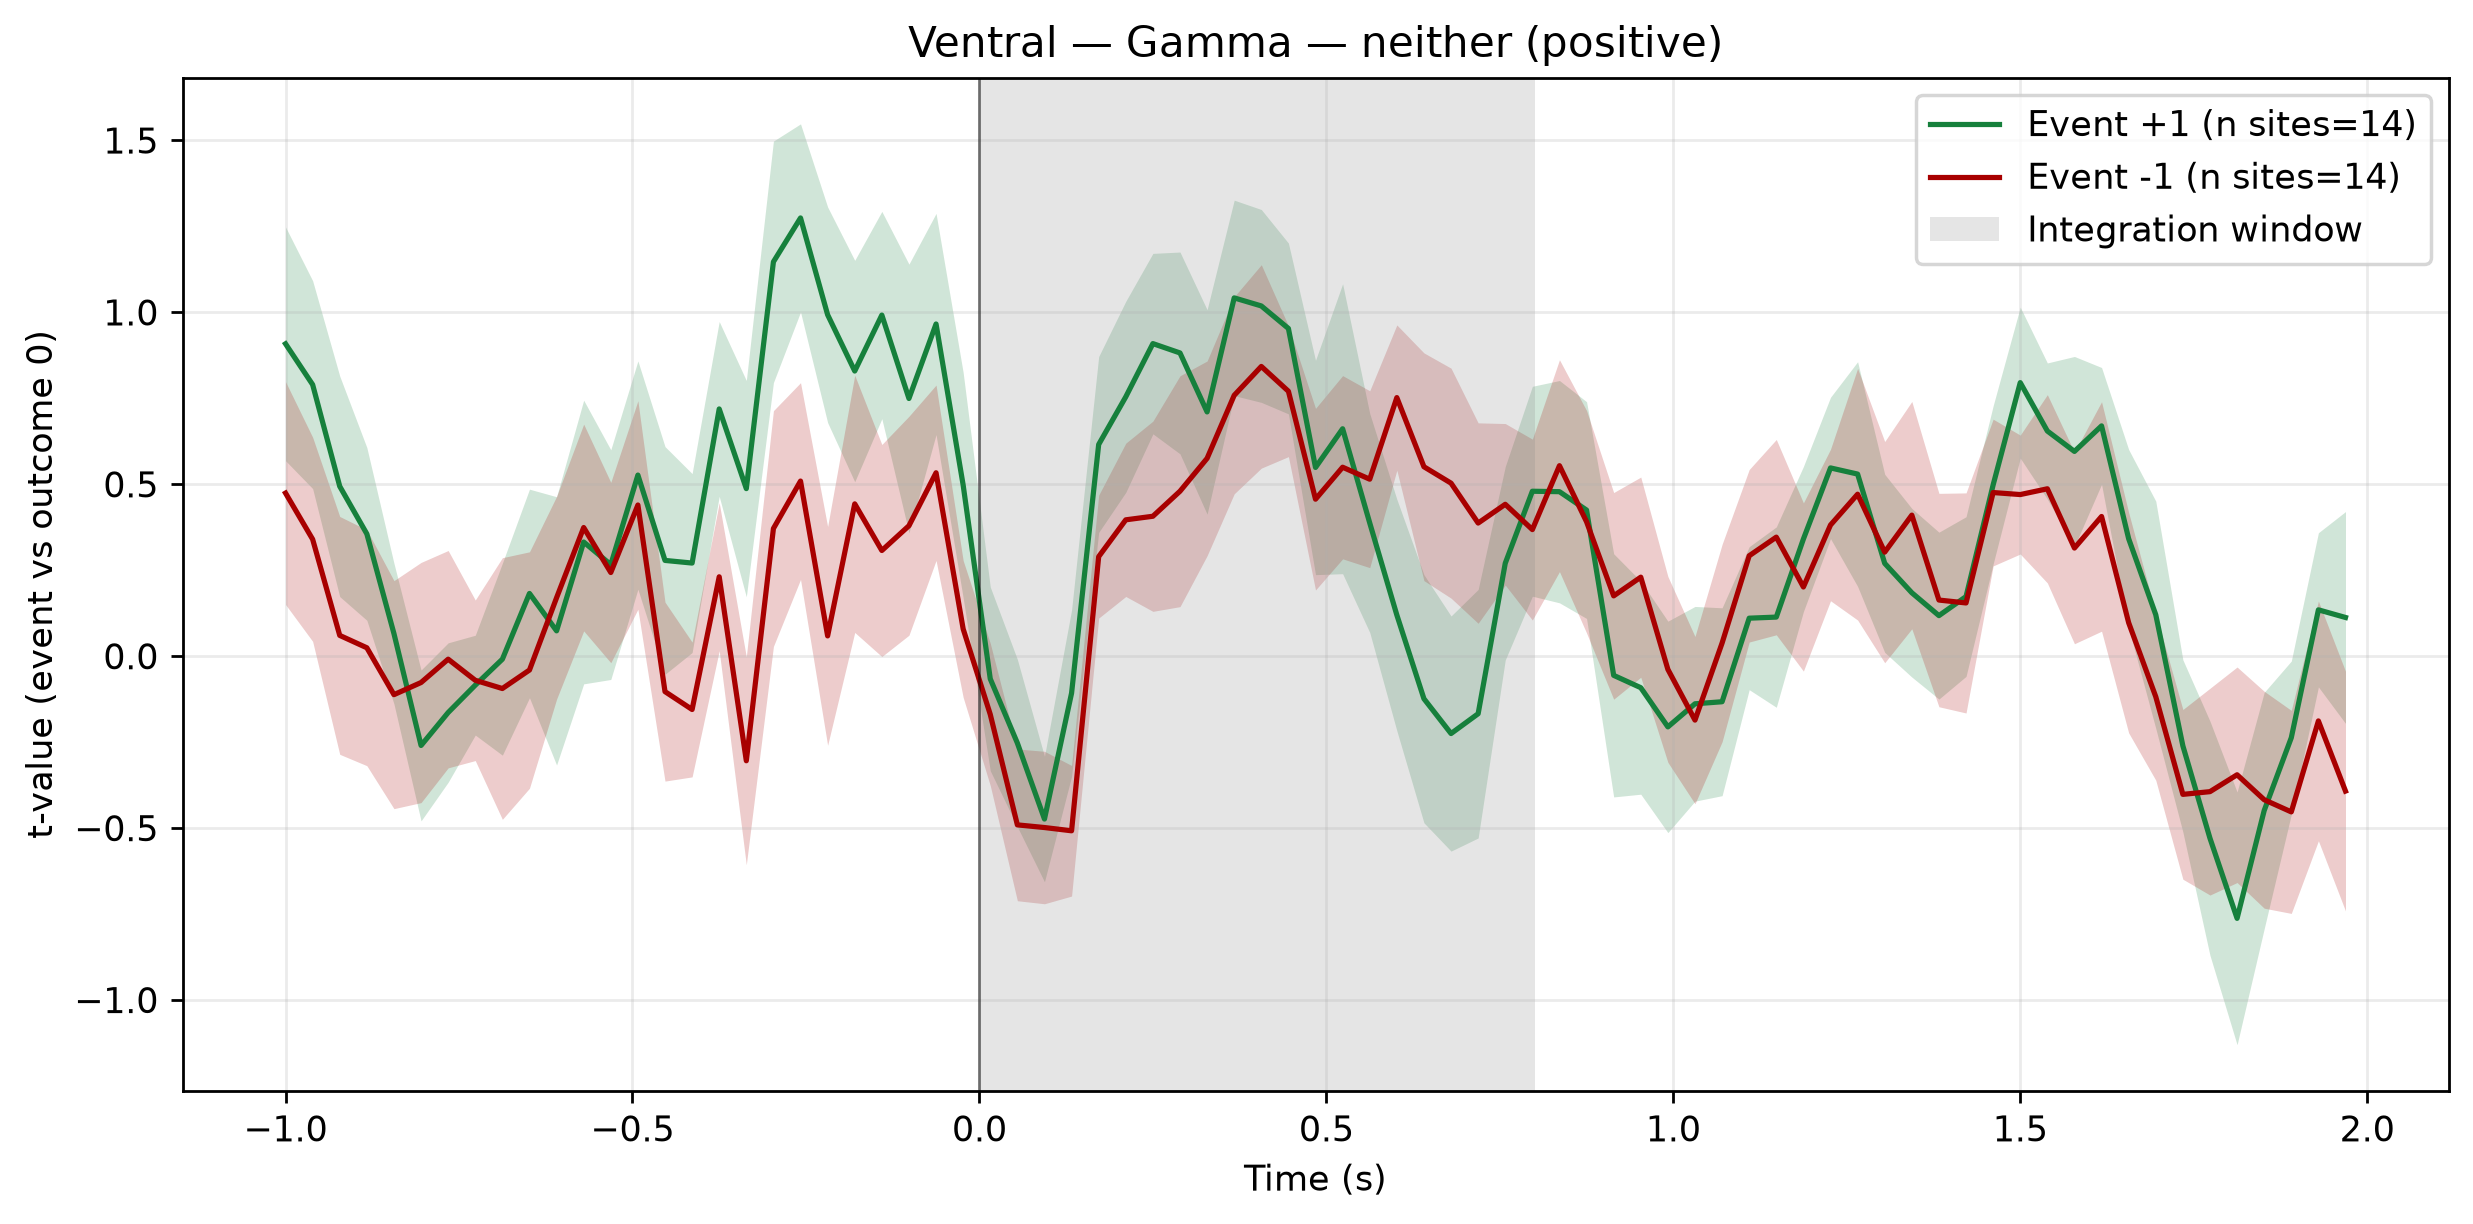 Ventral — Gamma — neither (positive)
Event +1 (n sites=14)
Event -1 (n sites=14)
Integration window
t-value (event vs outcome 0)
1.5
1.0
0.5
0.0
−0.5
−1.0
−1.0 −0.5 0.0 0.5 1.0 1.5 2.0
Time (s)